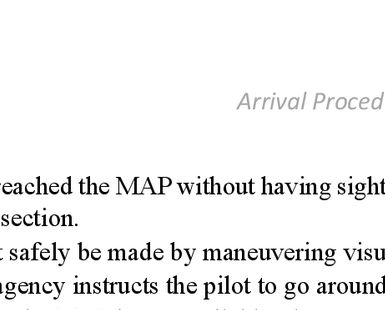 Arrival Proced
reached the MAP without having sight
section.
t safely be made by maneuvering visu
agency instructs the pilot to go around